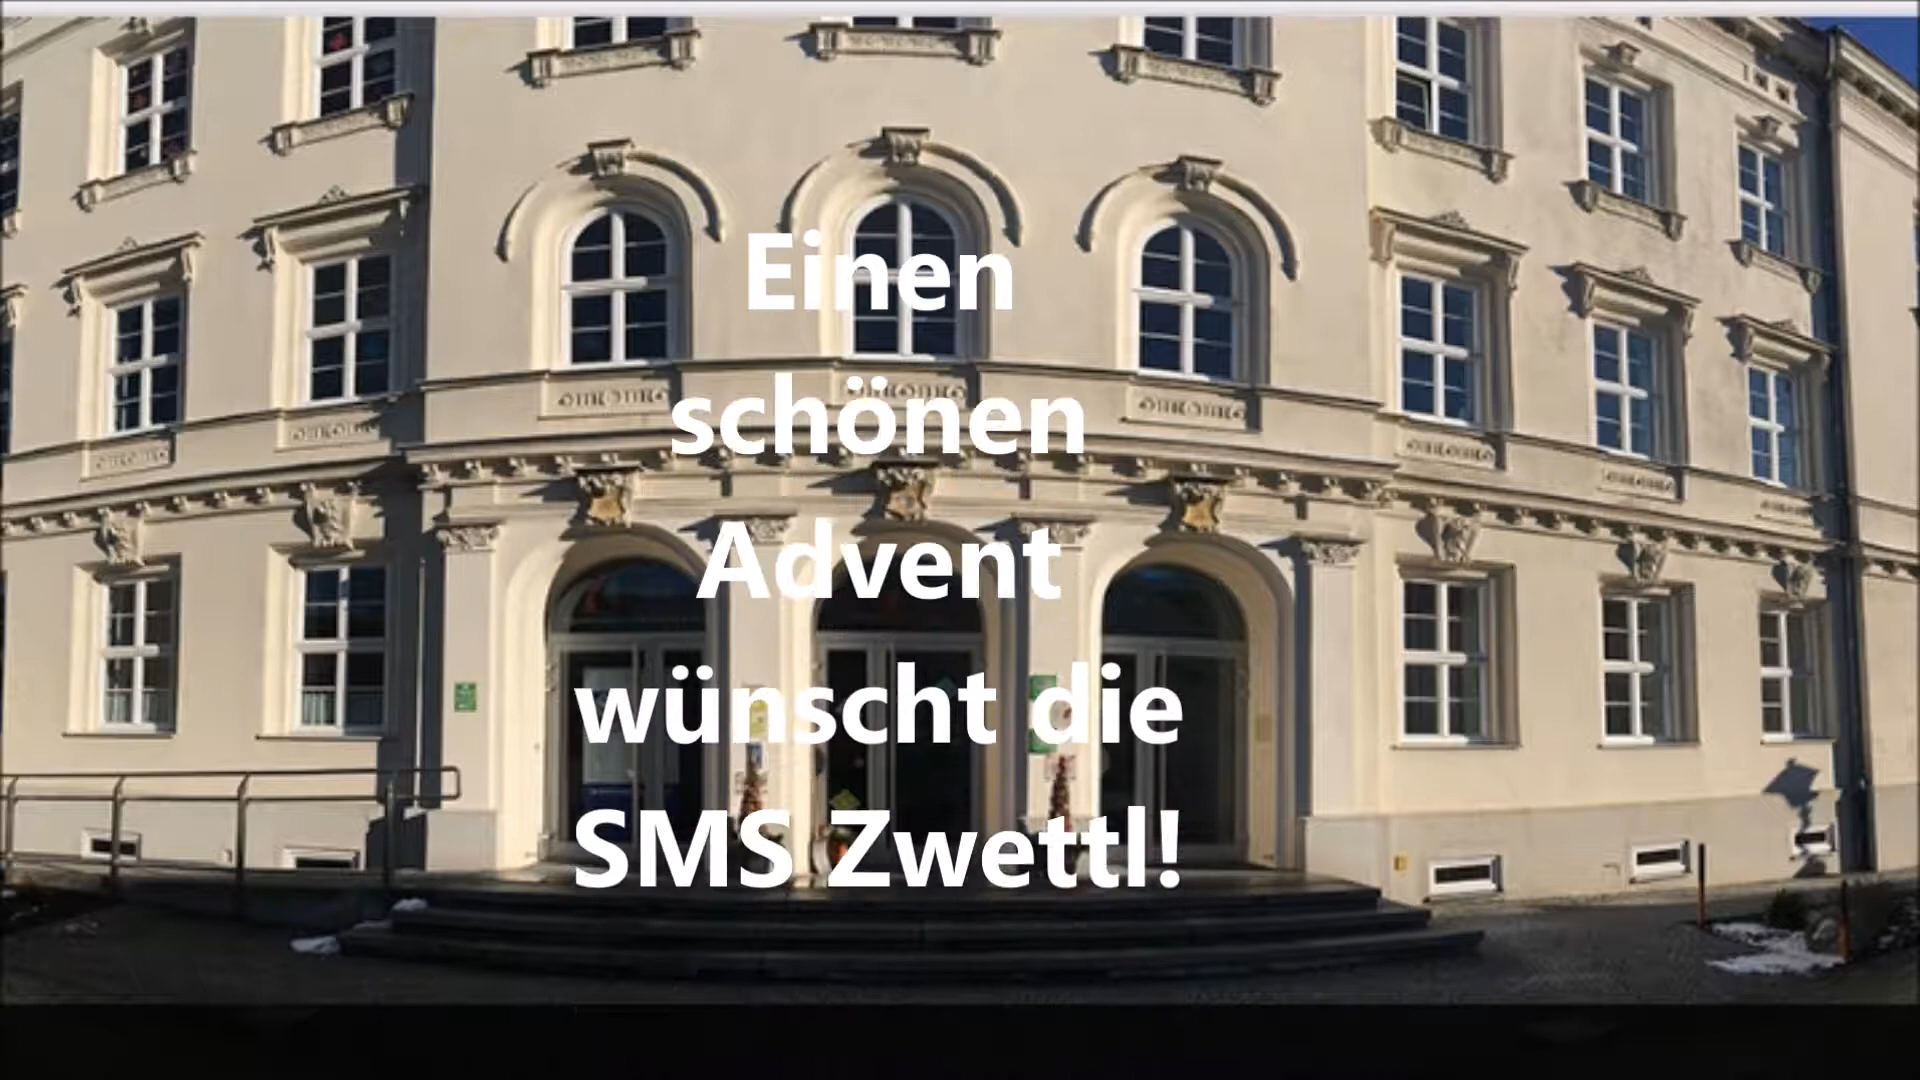 Einen
schönen
Advent
wünscht die
SMS Zwettl!